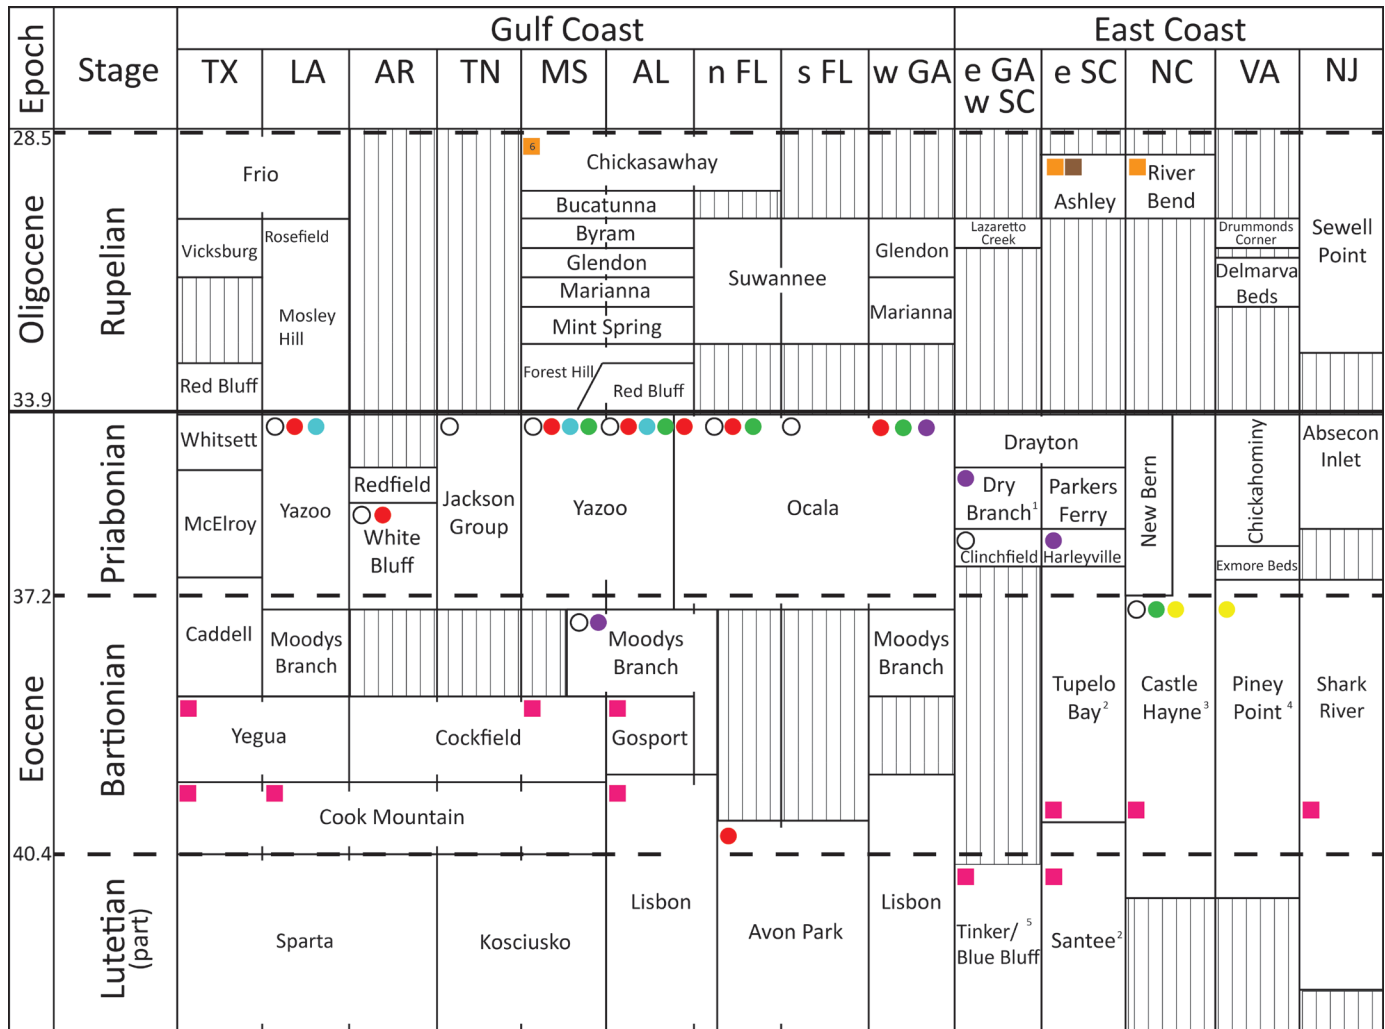 Gulf Coast East Coast
Epoch Stage TX LA AR TN MS AL n FL s FL w GA e GA e SC NC VA NJ
w SC
28.5
6
Frio Chickasawhay
Ashley
River
Bend
Bucatunna
Oligocene Rupelian
Vicksburg Rosefield
Byram
Glendon
Marianna
Mint Spring
Suwannee
Glendon
Marianna
Lazaretto
Creek
Drummonds
Corner
Delmarva
Beds
Sewell
Point
Mosley
Hill
Red Bluff
Forest Hill
Red Bluff
33.9
Priabonian
Whitsett
McElroy
Yazoo
Redfield
White
Bluff
Jackson
Group
Yazoo
Ocala
Drayton
Dry
Branch1
Clinchfield
Parkers
Ferry
Harleyville
New Bern
Chickahominy
Exmore Beds
Absecon
Inlet
37.2
Eocene
Bartionian
Caddell
Moodys
Branch
Moodys
Branch
Moodys
Branch
Yegua
Cockfield
Gosport
Tupelo
Bay2
Castle
Hayne3
Piney
Point4
Shark
River
Cook Mountain
40.4
Lutetian
(part)
Sparta
Kosciusko
Lisbon
Avon Park
Lisbon
Tinker/ 5
Blue Bluff
Santee2